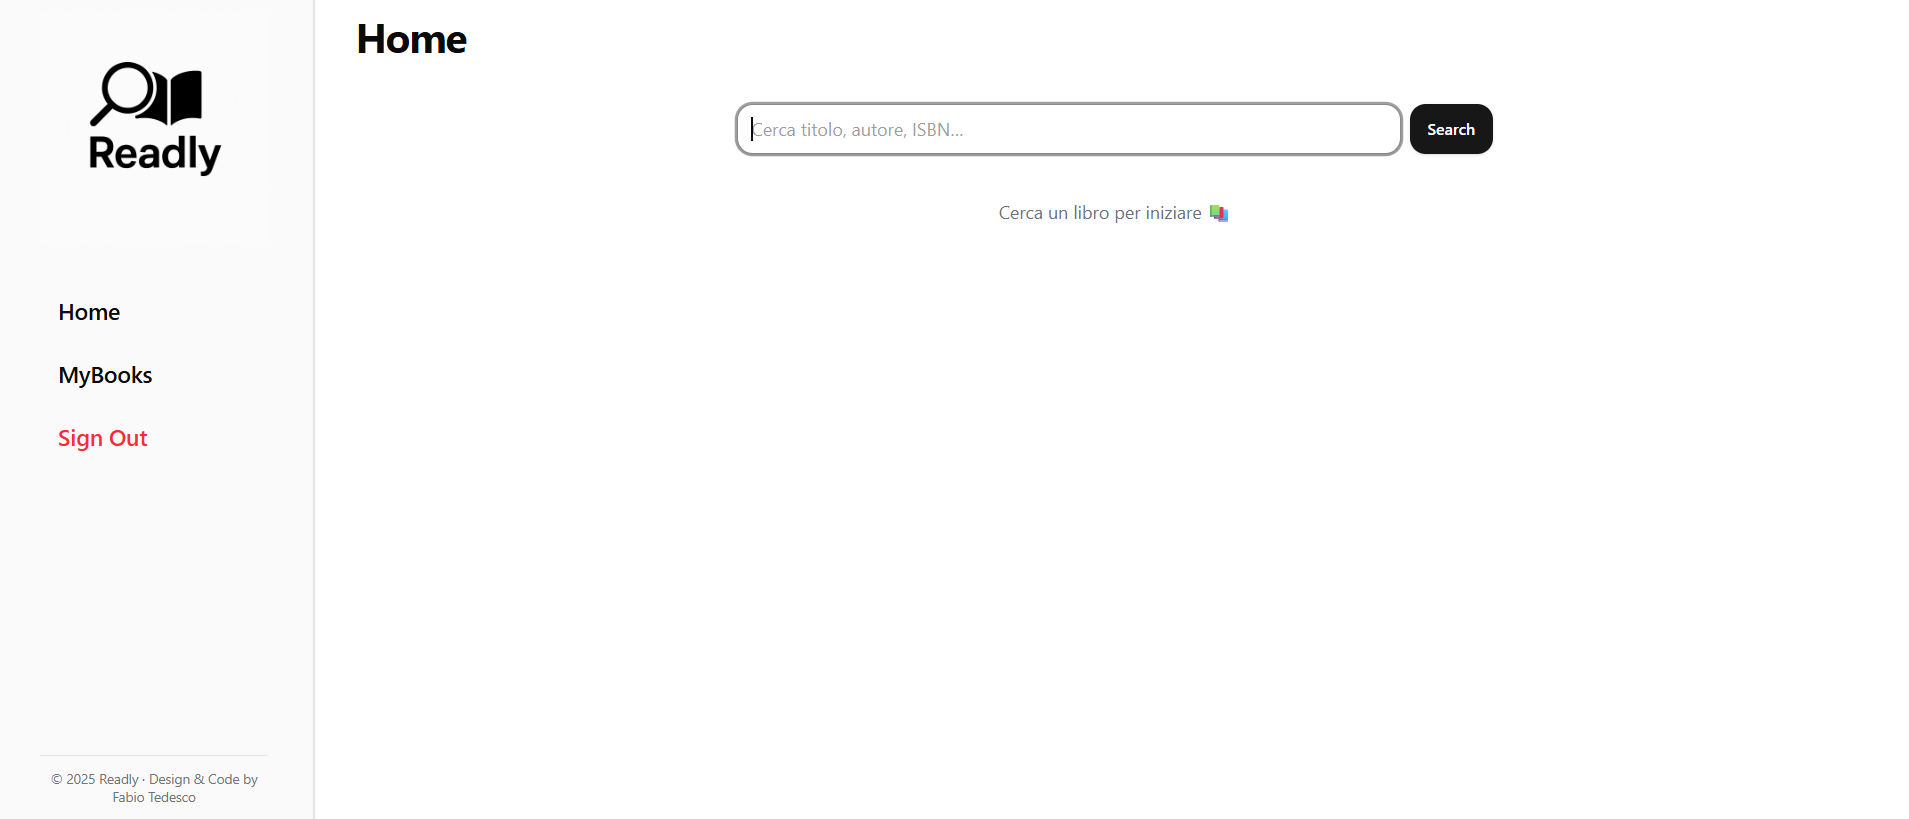 Readly
Home
MyBooks
Sign Out
© 2025 Readly · Design & Code by
Fabio Tedesco
Home
Cerca titolo, autore, ISBN...
Search
Cerca un libro per iniziare 📚